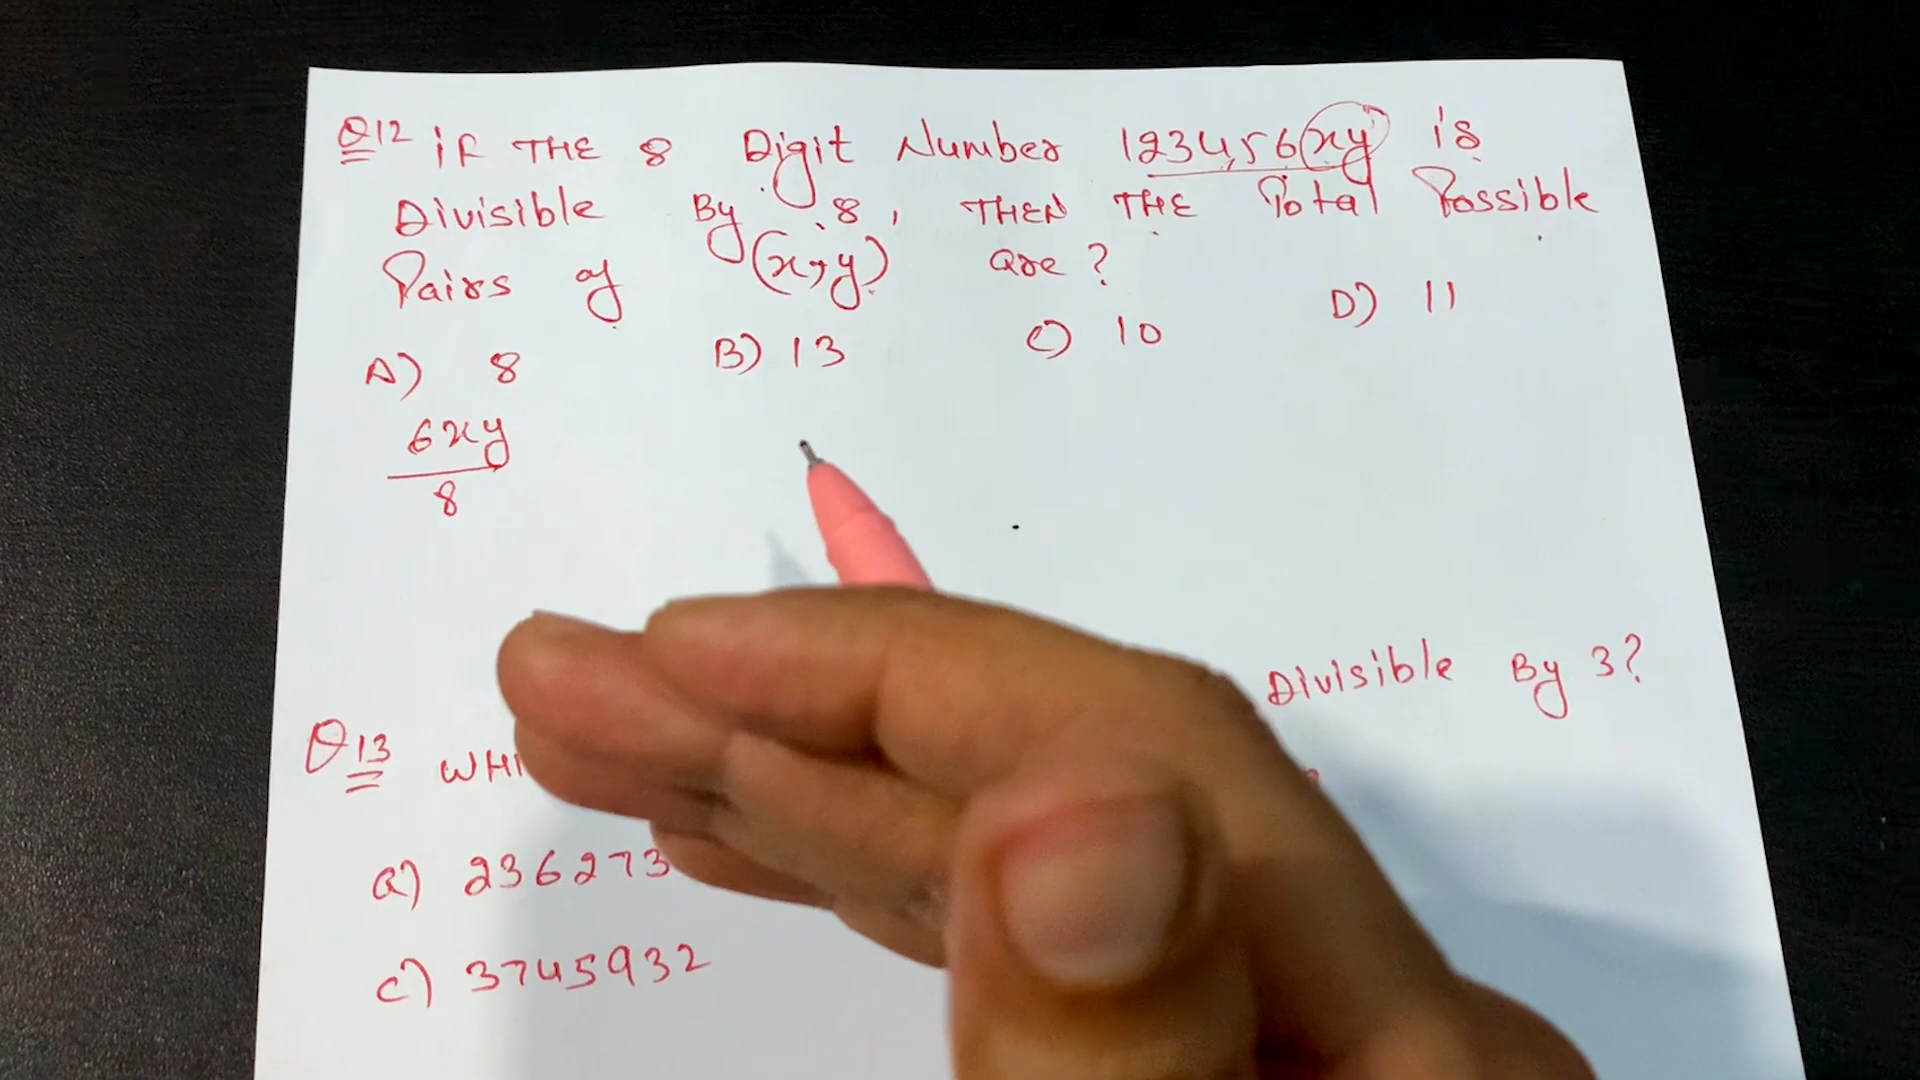 Q12 iF THE 8 Digit Number 123456xy is
Divisible By 8, THEN THE Total Possible
Pairs of (x,y) are?
A) 8 B) 13 C) 10 D) 11
6xy
8
Divisible By 3?
Q13
a) 236273
c) 3745932